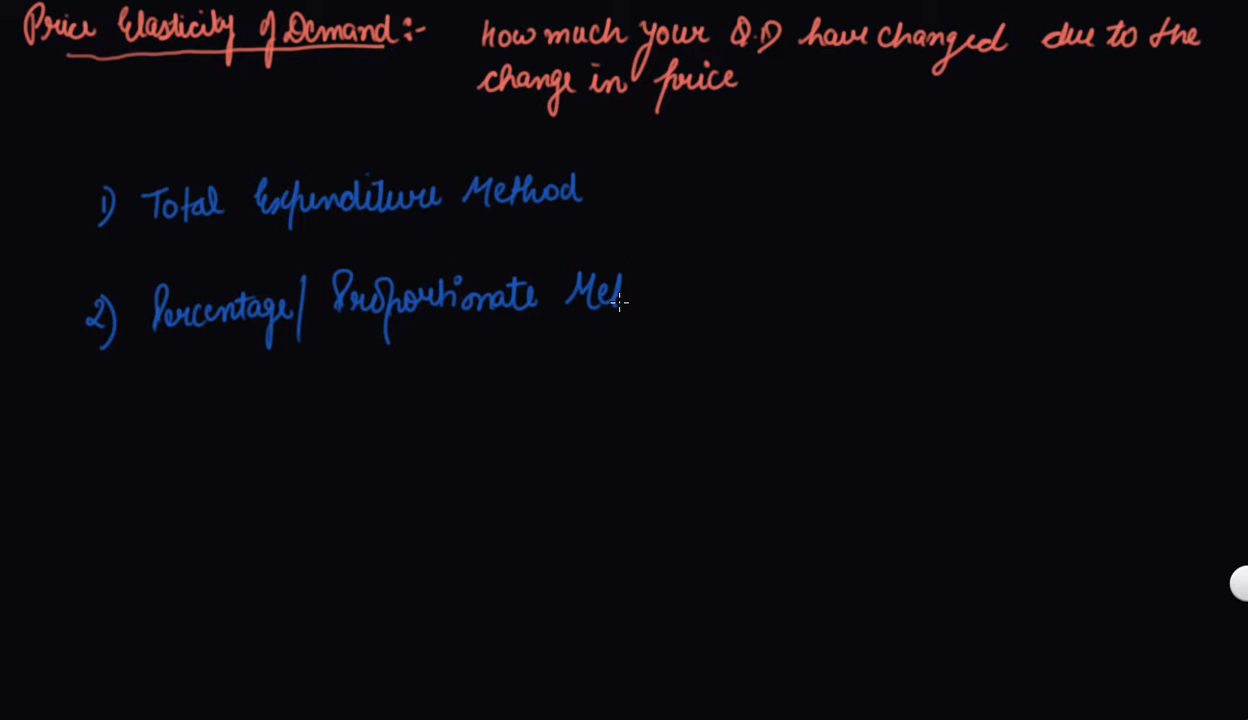 Price Elasticity of Demand :- How much your Q.D have changed due to the
change in price
1) Total Expenditure Method
2) Percentage/ Proportionate Met